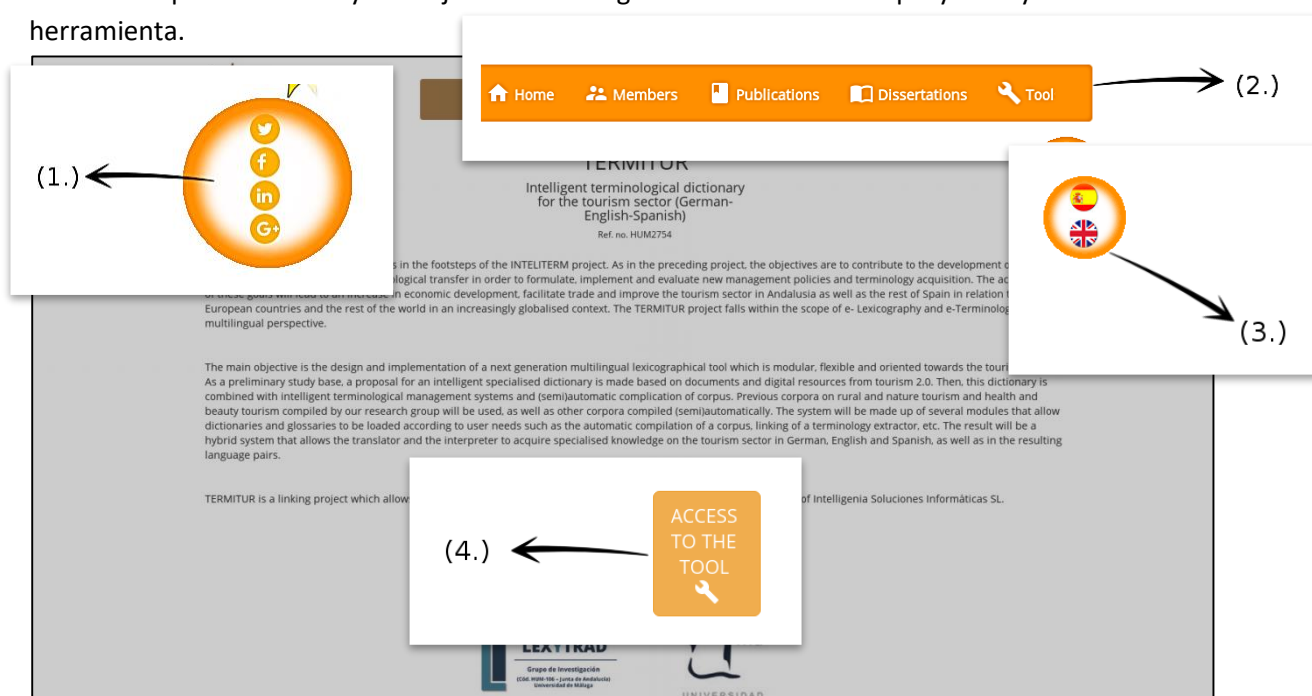 herramienta.
Home Members Publications Dissertations Tool
(2.)
(1.)
in
G+
TERMITUR
Intelligent terminological dictionary
for the tourism sector (German-
English-Spanish)
Ref. no. HUM2754
(3.)
in the footsteps of the INTELITERM project. As in the preceding project, the objectives are to contribute to the development
transfer in order to formulate, implement and evaluate new management policies and terminology acquisition. The
of these goals will lead to an increase in economic development, facilitate trade and improve the tourism sector in Andalusia as well as the rest of Spain in relation
European countries and the rest of the world in an increasingly globalised context. The TERMITUR project falls within the scope of e- Lexicography and
multilingual perspective.
The main objective is the design and implementation of a next generation multilingual lexicographical tool which is modular, flexible and oriented towards the
As a preliminary study base, a proposal for an intelligent specialised dictionary is made based on documents and digital resources from tourism 2.0. Then, this dictionary is
combined with intelligent terminological management systems and (semi)automatic complication of corpus. Previous corpora on rural and nature tourism and health and
beauty tourism compiled by our research group will be used, as well as other corpora compiled (semi)automatically. The system will be made up of several modules that allow
dictionaries and glossaries to be loaded according to user needs such as the automatic compilation of a corpus, linking of a terminology extractor, etc. The result will be a
hybrid system that allows the translator and the interpreter to acquire specialised knowledge on the tourism sector in German, English and Spanish, as well as in the resulting
language pairs.
TERMITUR is a linking project which of Intelligenia Soluciones Informáticas SL.
(4.)
ACCESS
TO THE
TOOL
LEXYTRAD
Grupo de Investigación
(Cód. HUM-106 – Junta de Andalucía)
Universidad de Málaga
UNIVERSIDAD